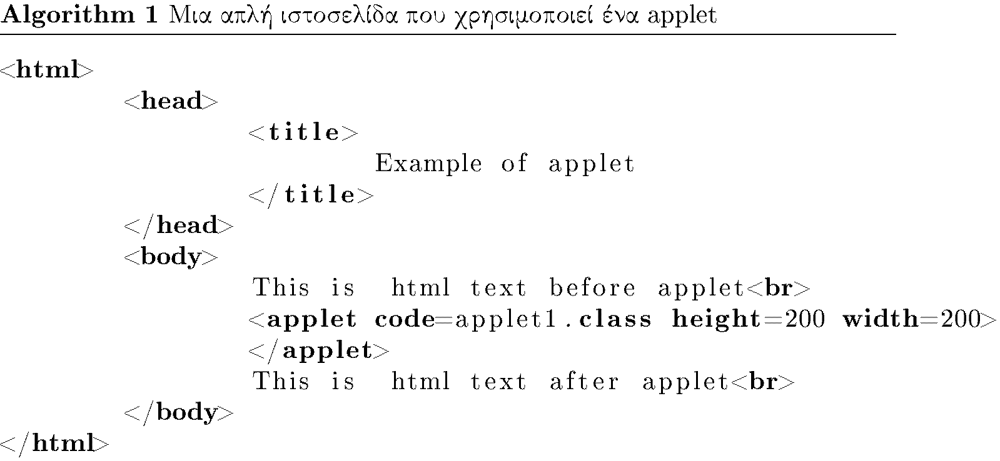 Algorithm 1 Μια απλή ιστοσελίδα που χρησιμοποιεί ένα applet
<html>
<head>
<title>
Example of applet
</title>
</head>
<body>
This is html text before applet<br>
<applet code=applet1.class height=200 width=200>
</applet>
This is html text after applet<br>
</body>
</html>